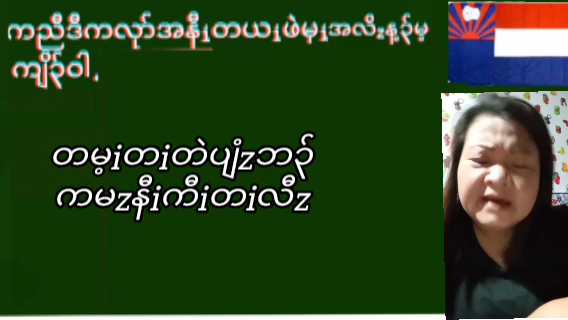 ကညီဒီကလုာ်အနီၤတယၤဖဲမုၤအလိႉန့ၣ်မ့
ကျိၣ်ဝါ,
တမ့ၤတၤတဲပျံႉဘၣ်
ကမႉနီၤကီၤတၤလီႉ